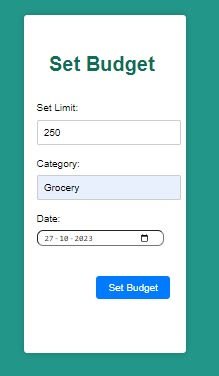 Set Budget
Set Limit:
250
Category:
Grocery
Date:
27-10-2023
Set Budget